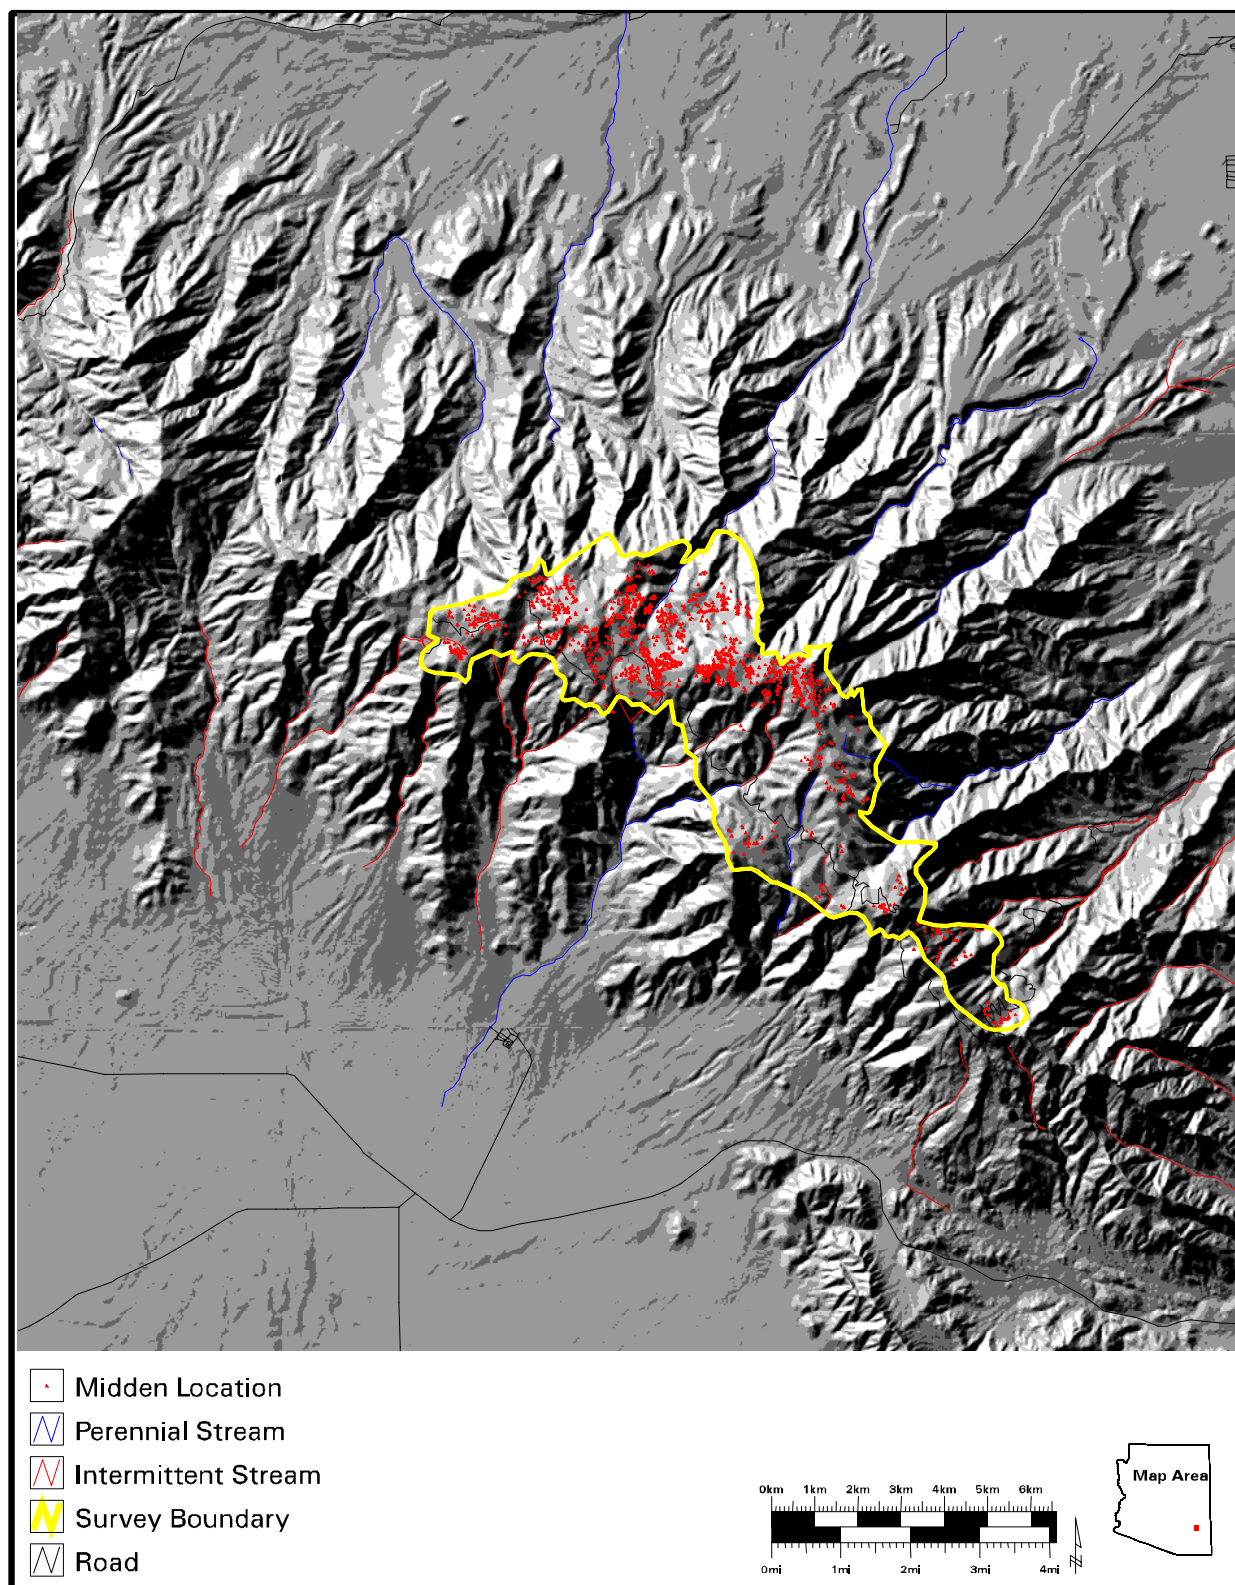 Midden Location
Perennial Stream
Intermittent Stream
Survey Boundary
Road
0km 1km 2km 3km 4km 5km 6km
0mi 1mi 2mi 3mi 4mi
N
Map Area